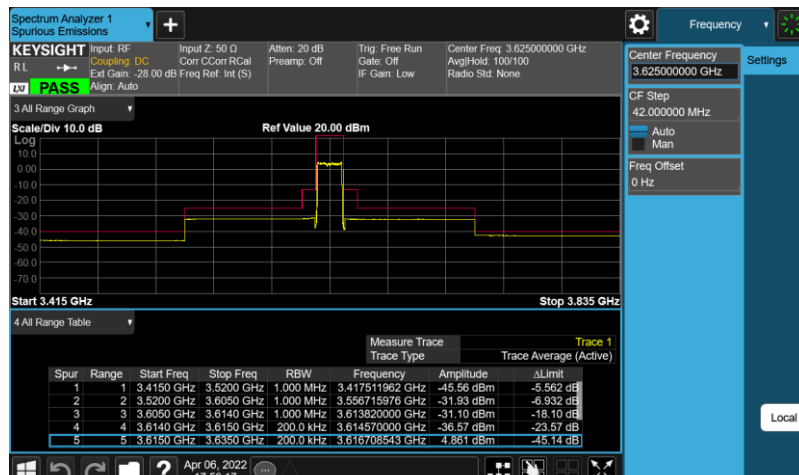 Spectrum Analyzer 1
Spurious Emissions
+
Frequency
KEYSIGHT Input: RF Input Z: 50 Ω Atten: 20 dB Trig: Free Run Center Freq: 3.625000000 GHz
RL Coupling: DC Corr CCorr RCal Preamp: Off Gate: Off Avg|Hold: 100/100
Ext Gain: -28.00 dB Freq Ref: Int (S) IF Gain: Low Radio Std: None
LXI PASS Align: Auto
Center Frequency
3.625000000 GHz
Settings
CF Step
42.000000 MHz
Auto
Man
Freq Offset
0 Hz
3 All Range Graph
Scale/Div 10.0 dB Ref Value 20.00 dBm
Log
10.0
0.00
-10.0
-20.0
-30.0
-40.0
-50.0
-60.0
-70.0
Start 3.415 GHz Stop 3.835 GHz
4 All Range Table
Measure Trace Trace 1
Trace Type Trace Average (Active)
Spur Range Start Freq Stop Freq RBW Frequency Amplitude ΔLimit
1 1 3.4150 GHz 3.5200 GHz 1.000 MHz 3.417511962 GHz -45.56 dBm -5.562 dB
2 2 3.5200 GHz 3.6050 GHz 1.000 MHz 3.556715976 GHz -31.93 dBm -6.932 dB
3 3 3.6050 GHz 3.6140 GHz 1.000 MHz 3.613820000 GHz -31.10 dBm -18.10 dB
4 4 3.6140 GHz 3.6150 GHz 200.0 kHz 3.614570000 GHz -36.57 dBm -23.57 dB
5 5 3.6150 GHz 3.6350 GHz 200.0 kHz 3.616708543 GHz 4.861 dBm -45.14 dB
Local
? Apr 06, 2022